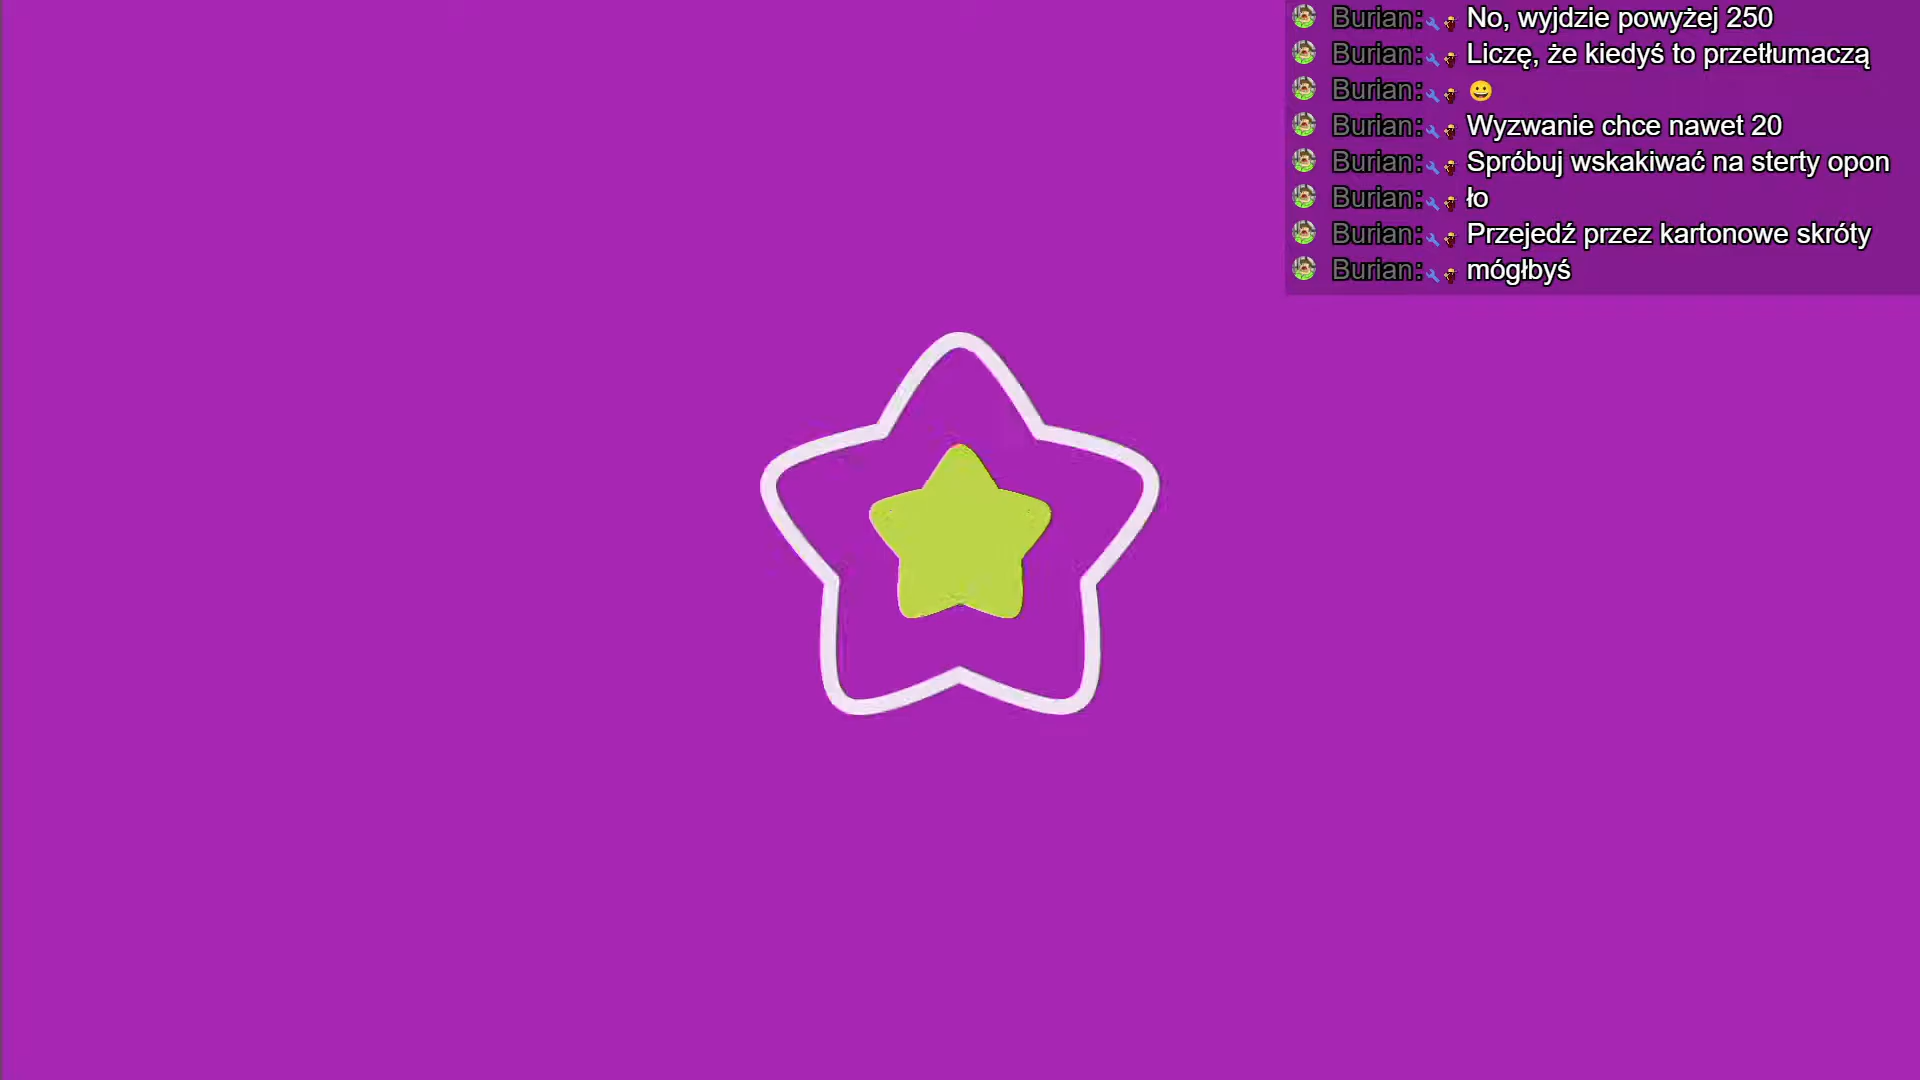 Burian: No, wyjdzie powyżej 250
Burian: Liczę, że kiedyś to przetłumaczą
Burian: 😀
Burian: Wyzwanie chce nawet 20
Burian: Spróbuj wskakiwać na sterty opon
Burian: ło
Burian: Przejedź przez kartonowe skróty
Burian: mógłbyś